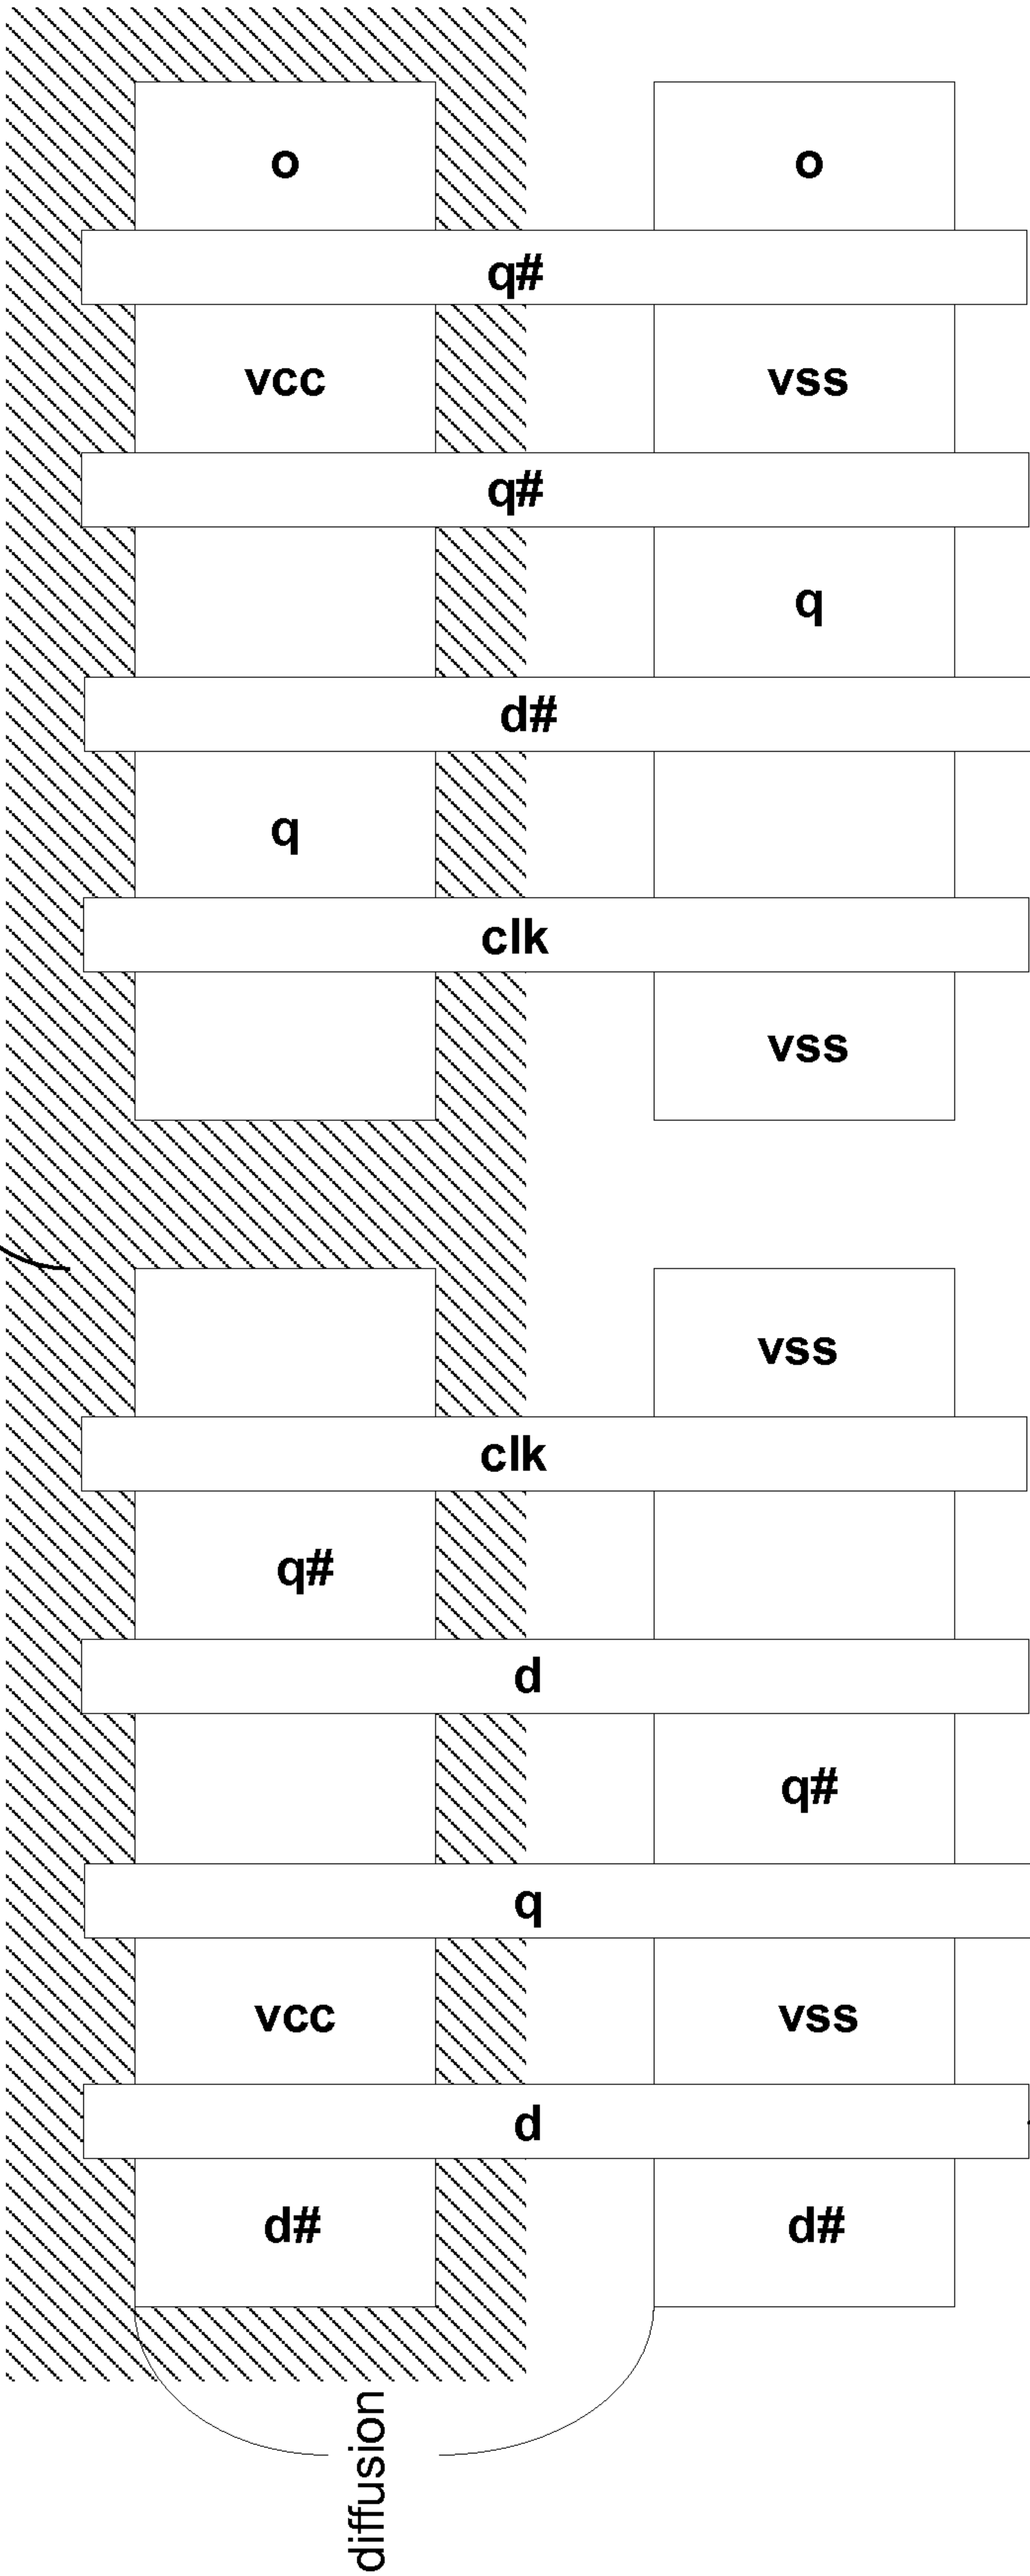 o
o
q#
vcc
vss
q#
q
d#
q
clk
vss
vss
clk
q#
d
q#
q
vcc
vss
d
d#
d#
diffusion